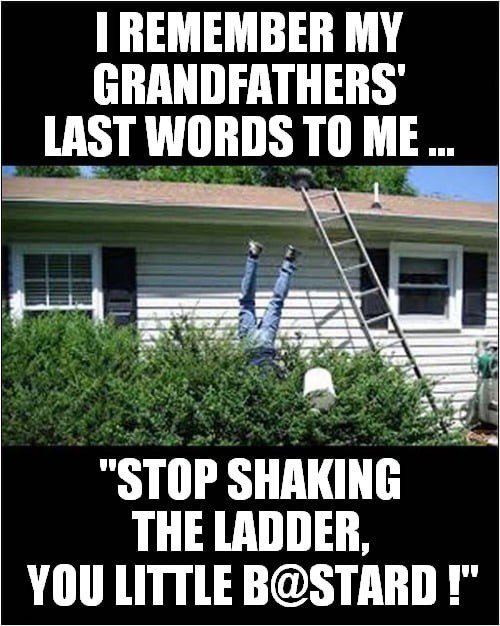 I REMEMBER MY
GRANDFATHERS'
LAST WORDS TO ME ...
"STOP SHAKING
THE LADDER,
YOU LITTLE B@STARD !"